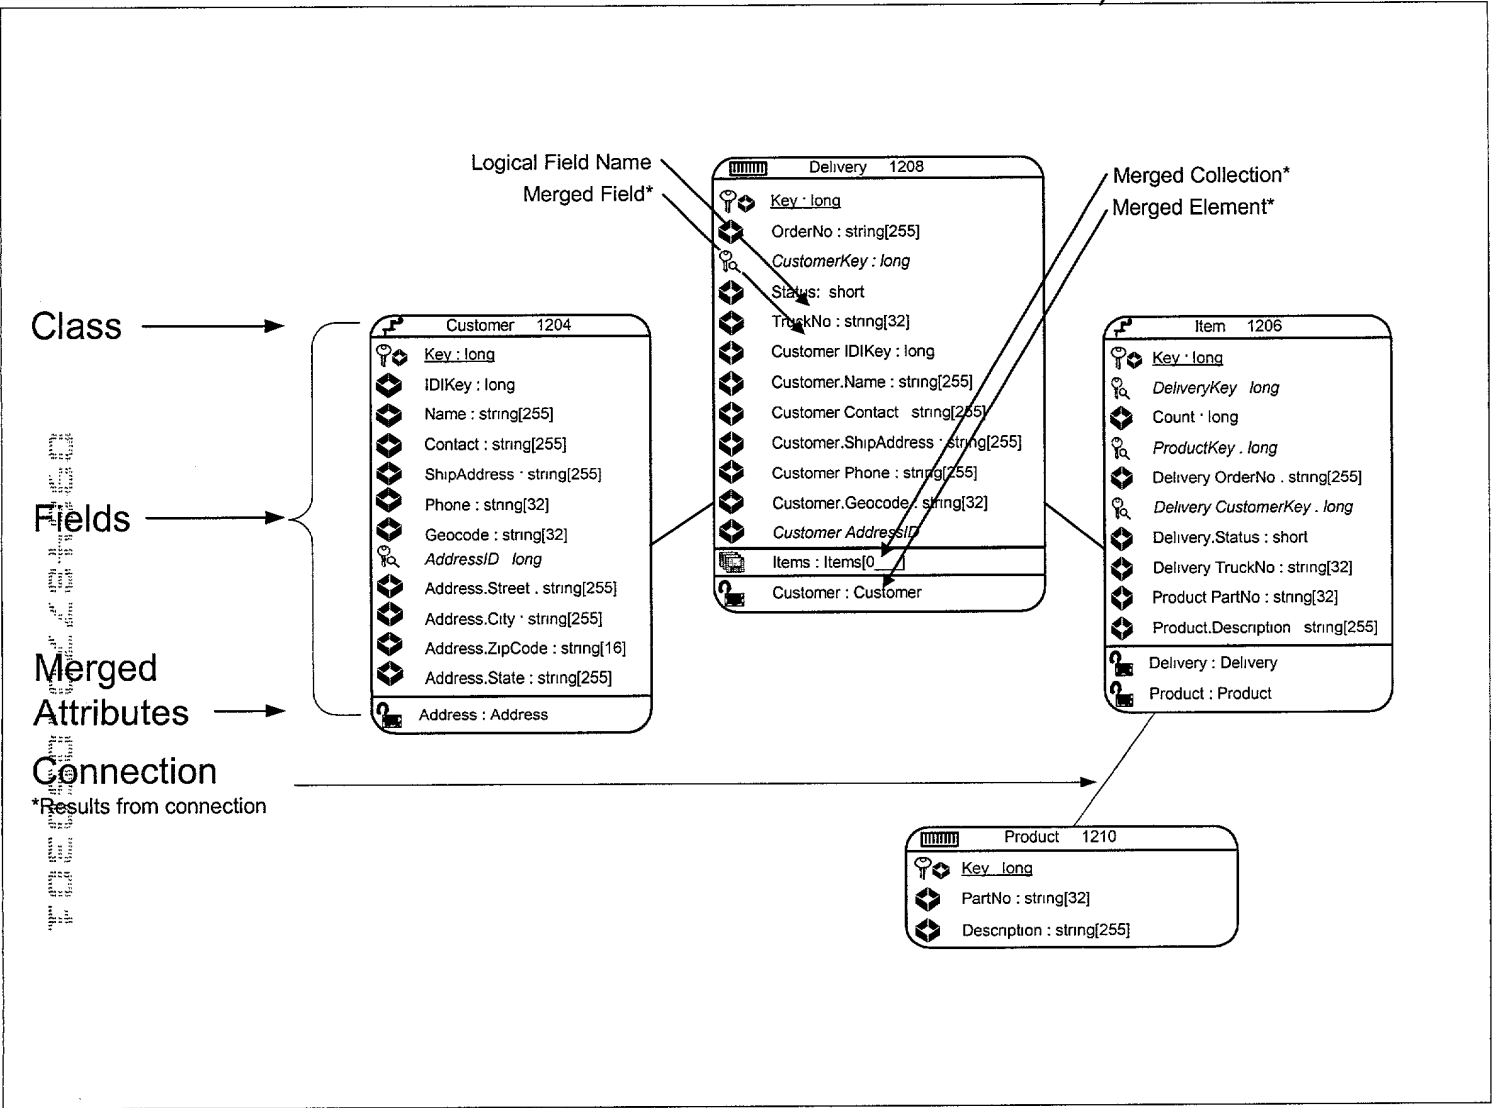 Logical Field Name
Merged Field*
Merged Collection*
Merged Element*
Class
Fields
Merged
Attributes
Connection
*Results from connection
Customer 1204
Key : long
IDIKey : long
Name : string[255]
Contact : string[255]
ShipAddress : string[255]
Phone : string[32]
Geocode : string[32]
AddressID long
Address.Street . string[255]
Address.City · string[255]
Address.ZipCode : string[16]
Address.State : string[255]
Address : Address
Delivery 1208
Key · long
OrderNo : string[255]
CustomerKey : long
Status: short
TruckNo : string[32]
Customer IDIKey : long
Customer.Name : string[255]
Customer Contact string[255]
Customer.ShipAddress · string[255]
Customer Phone : string[255]
Customer.Geocode : string[32]
Customer AddressID
Items : Items[0____]
Customer : Customer
Item 1206
Key · long
DeliveryKey long
Count · long
ProductKey . long
Delivery OrderNo . string[255]
Delivery CustomerKey . long
Delivery.Status : short
Delivery TruckNo : string[32]
Product PartNo : string[32]
Product.Description string[255]
Delivery : Delivery
Product : Product
Product 1210
Key long
PartNo : string[32]
Description : string[255]